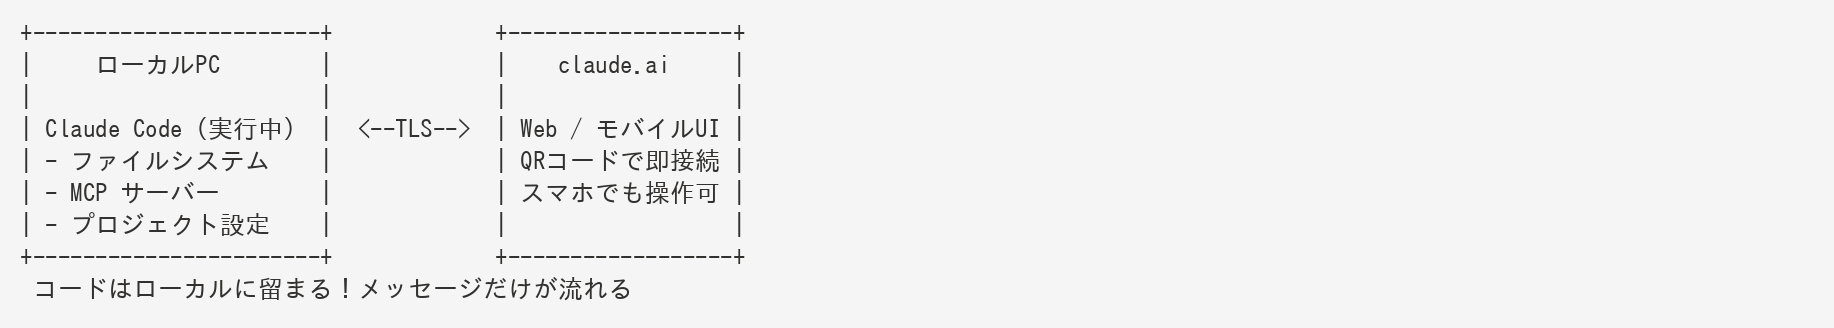 +-----------------------+             +------------------+
|     ローカルPC        |             |    claude.ai     |
|                       |             |                  |
| Claude Code (実行中)  |  <--TLS-->  | Web / モバイルUI |
| - ファイルシステム    |             | QRコードで即接続 |
| - MCP サーバー        |             | スマホでも操作可 |
| - プロジェクト設定    |             |                  |
+-----------------------+             +------------------+
 コードはローカルに留まる！メッセージだけが流れる